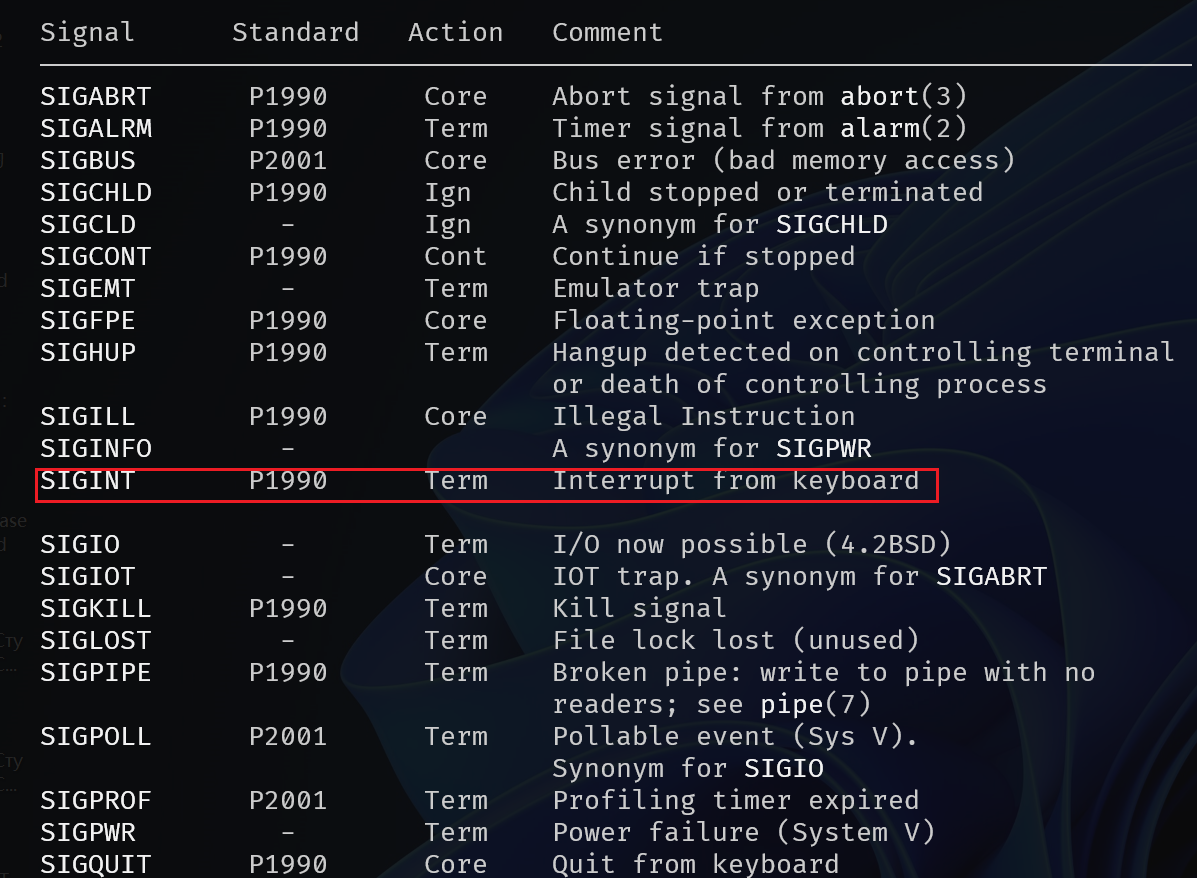 Signal Standard Action Comment
SIGABRT P1990 Core Abort signal from abort(3)
SIGALRM P1990 Term Timer signal from alarm(2)
SIGBUS P2001 Core Bus error (bad memory access)
SIGCHLD P1990 Ign Child stopped or terminated
SIGCLD – Ign A synonym for SIGCHLD
SIGCONT P1990 Cont Continue if stopped
SIGEMT – Term Emulator trap
SIGFPE P1990 Core Floating-point exception
SIGHUP P1990 Term Hangup detected on controlling terminal
or death of controlling process
SIGILL P1990 Core Illegal Instruction
SIGINFO – A synonym for SIGPWR
SIGINT P1990 Term Interrupt from keyboard
SIGIO – Term I/O now possible (4.2BSD)
SIGIOT – Core IOT trap. A synonym for SIGABRT
SIGKILL P1990 Term Kill signal
SIGLOST – Term File lock lost (unused)
SIGPIPE P1990 Term Broken pipe: write to pipe with no
readers; see pipe(7)
SIGPOLL P2001 Term Pollable event (Sys V).
Synonym for SIGIO
SIGPROF P2001 Term Profiling timer expired
SIGPWR – Term Power failure (System V)
SIGQUIT P1990 Core Quit from keyboard